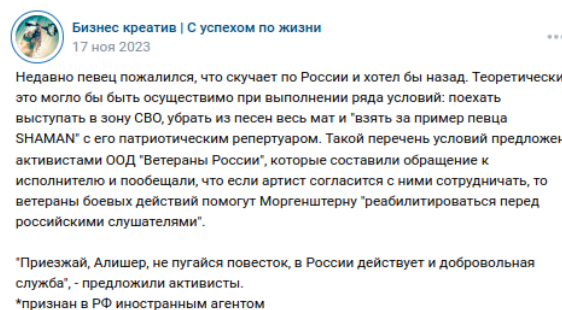 Бизнес креатив | С успехом по жизни
17 ноя 2023
Недавно певец пожалился, что скучает по России и хотел бы назад. Теоретически
это могло бы быть осуществимо при выполнении ряда условий: поехать
выступать в зону СВО, убрать из песен весь мат и "взять за пример певца
SHAMAN" с его патриотическим репертуаром. Такой перечень условий предложен
активистами ООД "Ветераны России", которые составили обращение к
исполнителю и пообещали, что если артист согласится с ними сотрудничать, то
ветераны боевых действий помогут Моргенштерну "реабилитироваться перед
российскими слушателями".
"Приезжай, Алишер, не пугайся повесток, в России действует и добровольная
служба", - предложили активисты.
*признан в РФ иностранным агентом